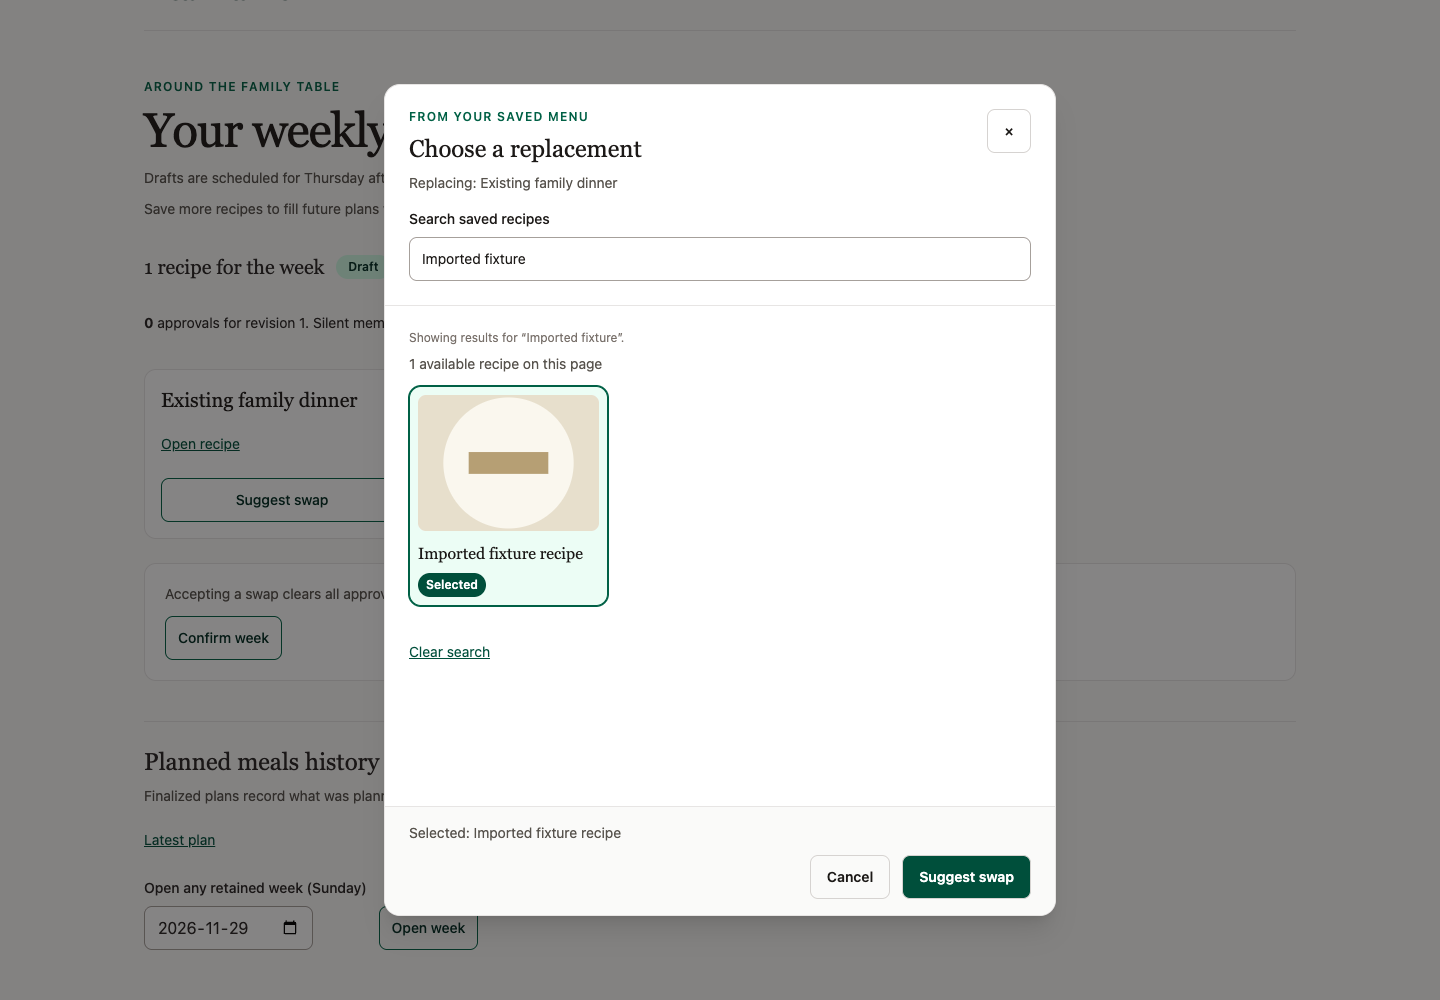 AROUND THE FAMILY TABLE
Your weekly
Drafts are scheduled for Thursday aft
Save more recipes to fill future plans
1 recipe for the week
Draft
0 approvals for revision 1. Silent mem
Existing family dinner
Open recipe
Suggest swap
Accepting a swap clears all approv
Confirm week
Planned meals history
Finalized plans record what was plann
Latest plan
Open any retained week (Sunday)
2026-11-29
Open week
FROM YOUR SAVED MENU
×
Choose a replacement
Replacing: Existing family dinner
Search saved recipes
Imported fixture
Showing results for “Imported fixture”.
1 available recipe on this page
Imported fixture recipe
Selected
Clear search
Selected: Imported fixture recipe
Cancel
Suggest swap